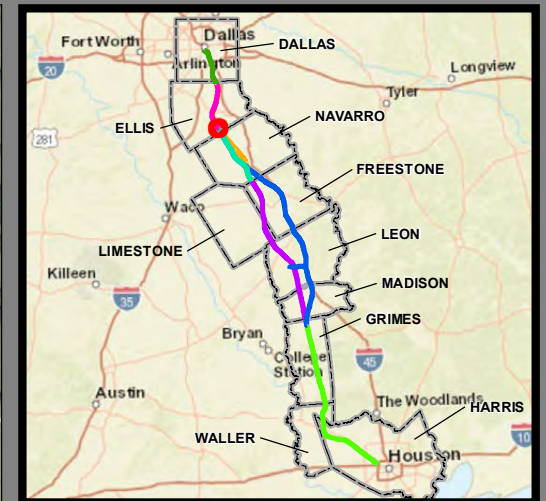 Fort Worth
Dallas
DALLAS
Arlington
20
Longview
Tyler
NAVARRO
ELLIS
281
FREESTONE
Waco
LEON
LIMESTONE
Killeen
MADISON
35
GRIMES
Bryan
College
Station
45
Austin
The Woodlands
HARRIS
WALLER
10
Houston